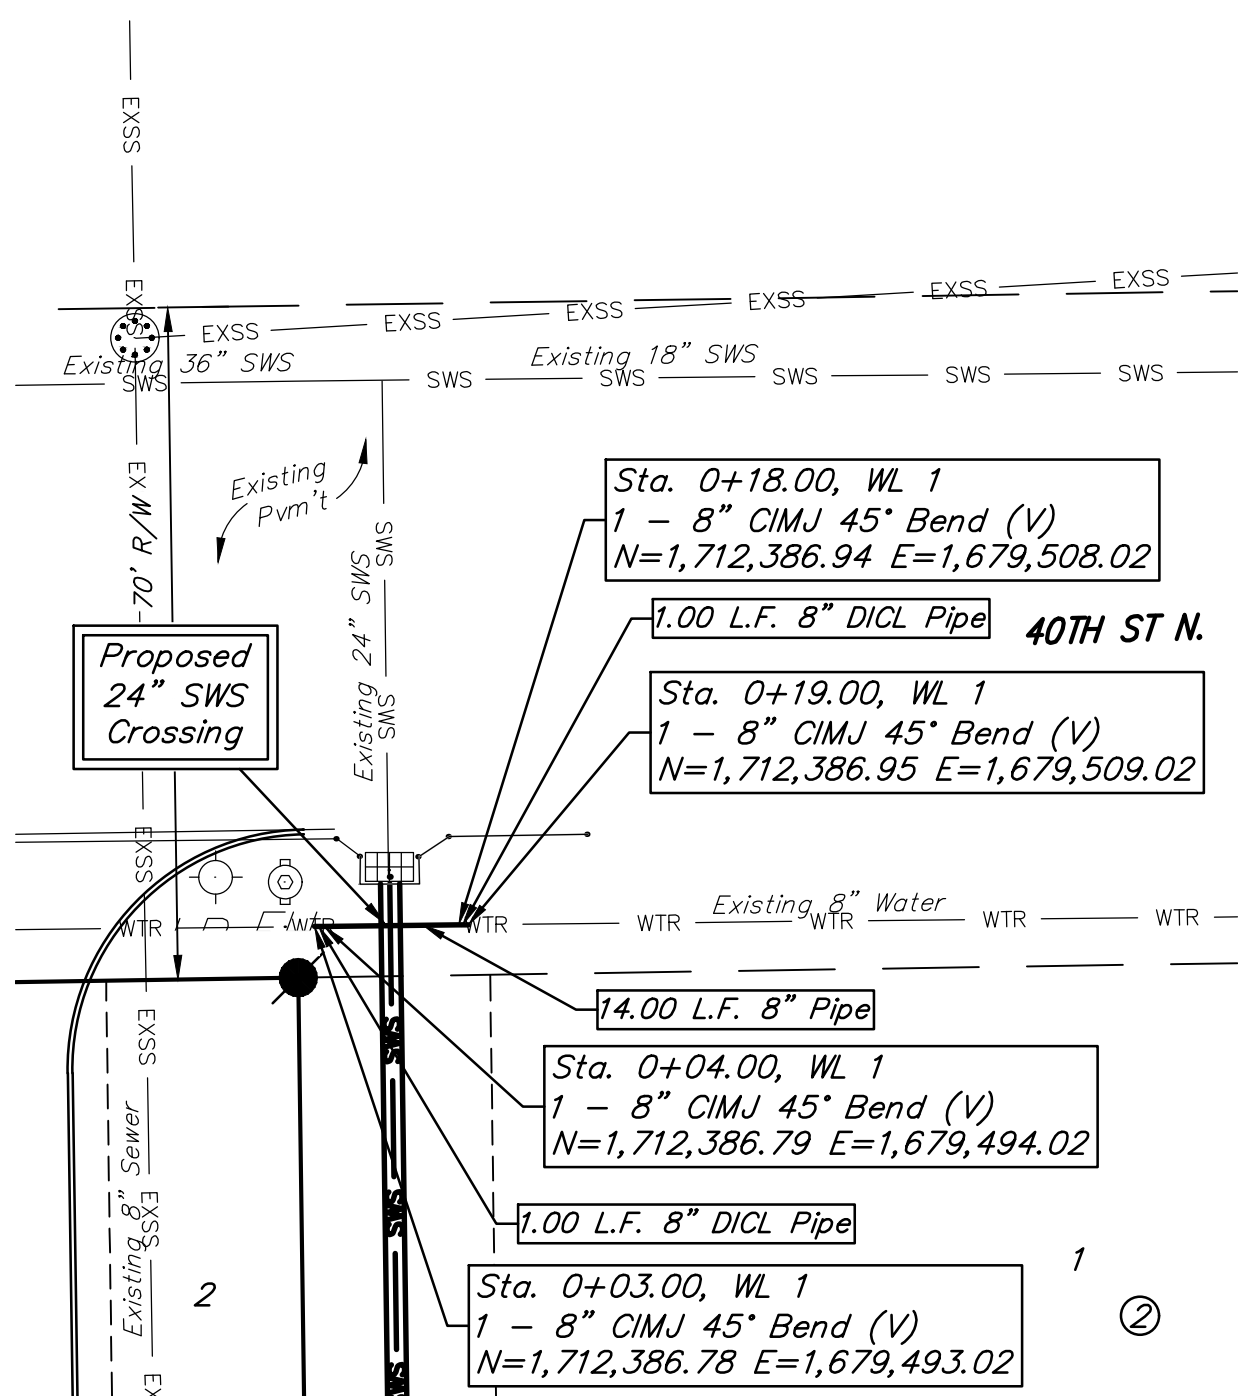 EXSS
EXSS
EXSS
EXSS
EXSS
EXSS
EXSS
Existing 36" SWS
Existing 18" SWS
SWS
SWS
SWS
SWS
SWS
SWS
EX
70' R/W
Existing
Pvm't
SWS
Existing 24" SWS
SWS
Sta. 0+18.00, WL 1
1 - 8" CIMJ 45° Bend (V)
N=1,712,386.94 E=1,679,508.02
1.00 L.F. 8" DICL Pipe
40TH ST N.
Proposed
24" SWS
Crossing
Sta. 0+19.00, WL 1
1 - 8" CIMJ 45° Bend (V)
N=1,712,386.95 E=1,679,509.02
EXSS
Existing 8" Water
WTR
WTR
WTR
WTR
WTR
WTR
14.00 L.F. 8" Pipe
EXSS
SWS
Sta. 0+04.00, WL 1
1 - 8" CIMJ 45° Bend (V)
N=1,712,386.79 E=1,679,494.02
Existing 8" Sewer
EXSS
SWS
1.00 L.F. 8" DICL Pipe
2
1
2
Sta. 0+03.00, WL 1
1 - 8" CIMJ 45° Bend (V)
N=1,712,386.78 E=1,679,493.02
EX
SWS